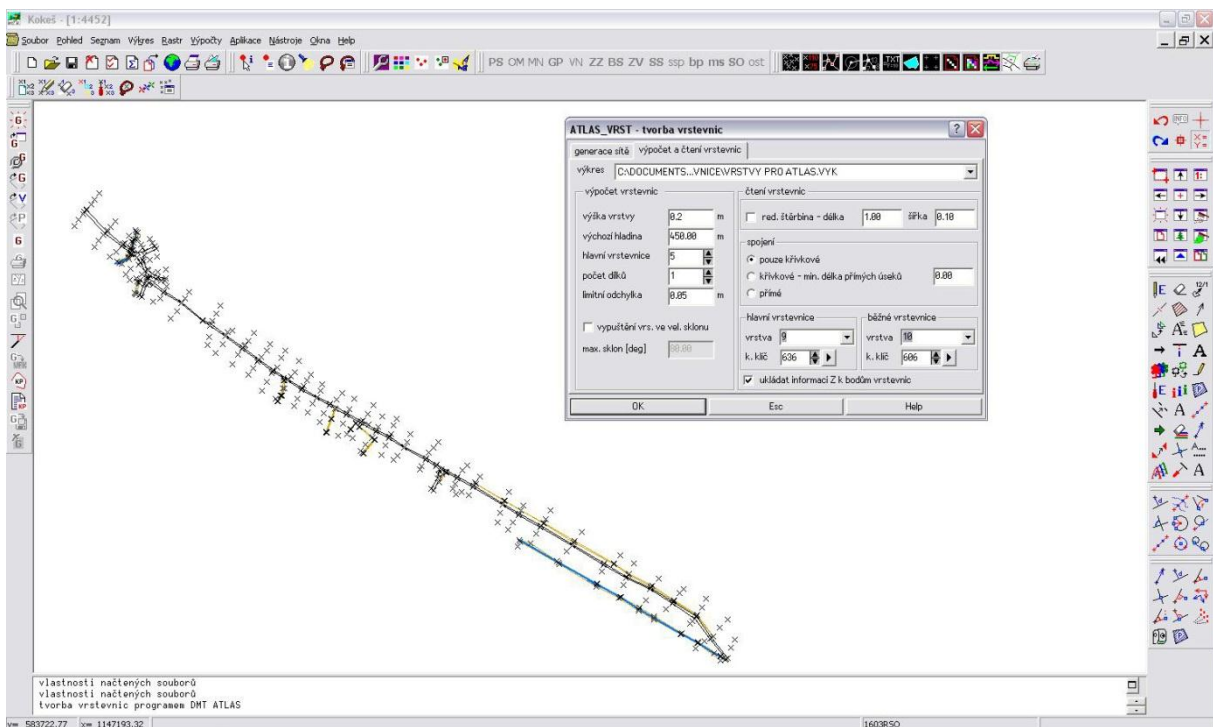 Kokeš - [1:4452]
Soubor Pohled Seznam Výkres Rastr Výpočty Aplikace Nástroje Okna Help
PS OM MN GP VN ZZ BS ZV SS ssp bp ms SO ost
ATLAS_VRST - tvorba vrstevnic
generace sítě výpočet a čtení vrstevnic
výkres C:\DOCUMENTS...VNICE\VRSTVY PRO ATLAS.VYK
výpočet vrstevnic
výška vrstvy 0.2 m
výchozí hladina 450.00 m
hlavní vrstevnice 5
počet dílků 1
limitní odchylka 0.05 m
vypuštění vrs. ve vel. sklonu
max. sklon [deg] 80.00
čtení vrstevnic
red. štěrbina - délka 1.00 šířka 0.10
spojení
pouze křivkové
křivkové - min. délka přímých úseků 0.00
přímé
hlavní vrstevnice
vrstva 9
k. klíč 636
běžné vrstevnice
vrstva 10
k. klíč 606
ukládat informaci Z k bodům vrstevnic
OK Esc Help
vlastnosti načtených souborů
vlastnosti načtených souborů
tvorba vrstevnic programem DMT ATLAS
y= 583722.77 x= 1147193.32 1603RSO